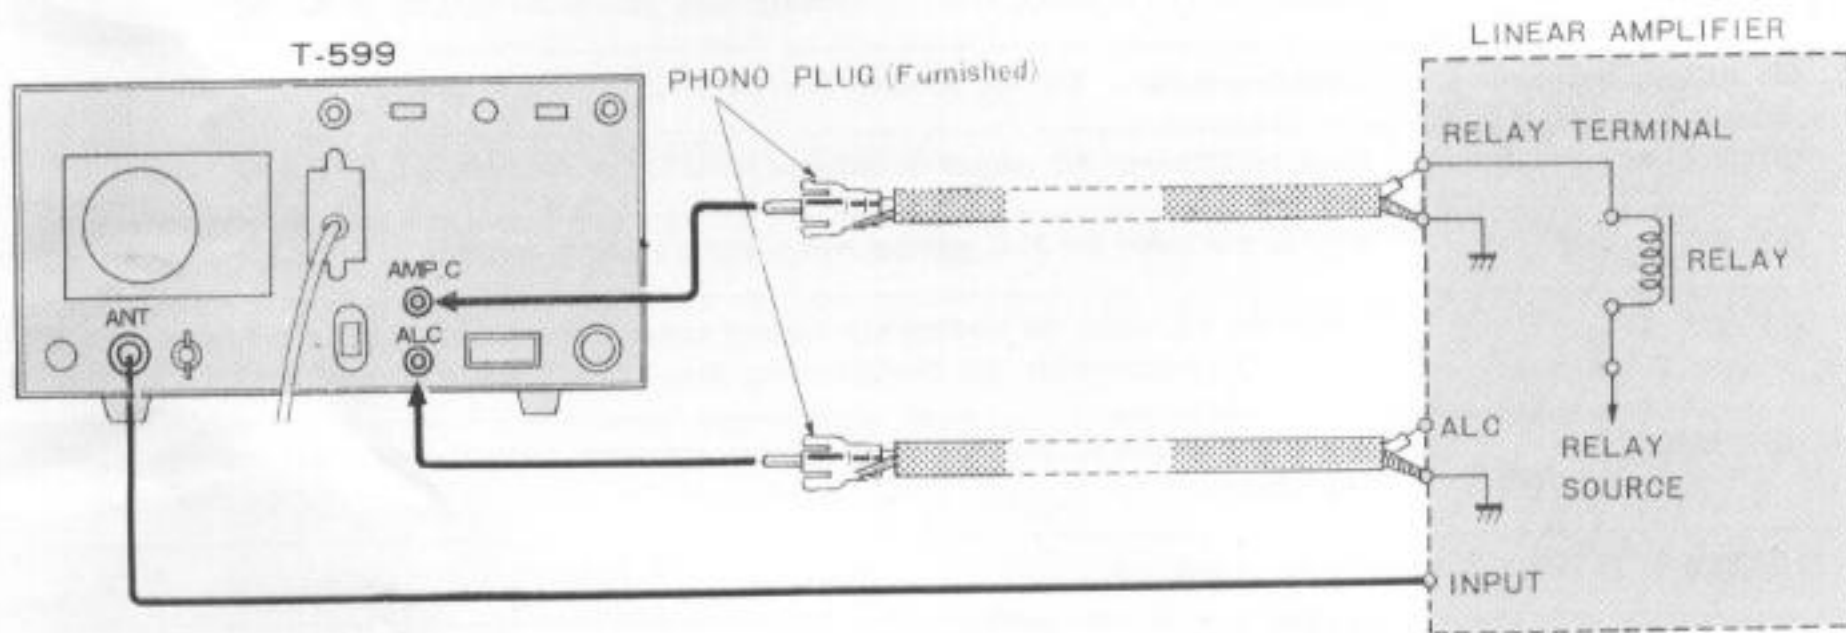 T-599
PHONO PLUG (Furnished)
LINEAR AMPLIFIER
RELAY TERMINAL
AMP C
RELAY
ANT
ALC
ALC
RELAY
SOURCE
INPUT